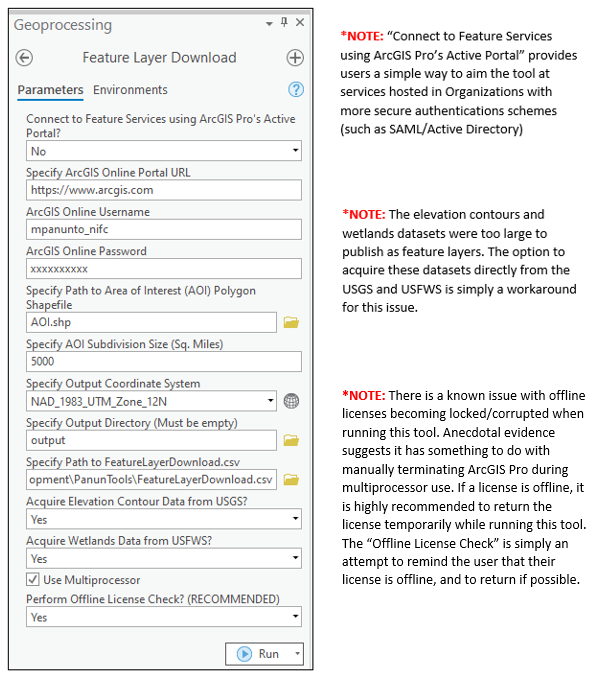 Geoprocessing
Feature Layer Download
Parameters Environments
Connect to Feature Services using ArcGIS Pro's Active
Portal?
No
Specify ArcGIS Online Portal URL
https://www.arcgis.com
ArcGIS Online Username
mpanunto_nifc
ArcGIS Online Password
xxxxxxxxxx
Specify Path to Area of Interest (AOI) Polygon
Shapefile
AOI.shp
Specify AOI Subdivision Size (Sq. Miles)
5000
Specify Output Coordinate System
NAD_1983_UTM_Zone_12N
Specify Output Directory (Must be empty)
output
Specify Path to FeatureLayerDownload.csv
opment\PanunTools\FeatureLayerDownload.csv
Acquire Elevation Contour Data from USGS?
Yes
Acquire Wetlands Data from USFWS?
Yes
Use Multiprocessor
Perform Offline License Check? (RECOMMENDED)
Yes
Run
*NOTE: “Connect to Feature Services
using ArcGIS Pro’s Active Portal” provides
users a simple way to aim the tool at
services hosted in Organizations with
more secure authentications schemes
(such as SAML/Active Directory)
*NOTE: The elevation contours and
wetlands datasets were too large to
publish as feature layers. The option to
acquire these datasets directly from the
USGS and USFWS is simply a workaround
for this issue.
*NOTE: There is a known issue with offline
licenses becoming locked/corrupted when
running this tool. Anecdotal evidence
suggests it has something to do with
manually terminating ArcGIS Pro during
multiprocessor use. If a license is offline, it
is highly recommended to return the
license temporarily while running this tool.
The “Offline License Check” is simply an
attempt to remind the user that their
license is offline, and to return if possible.